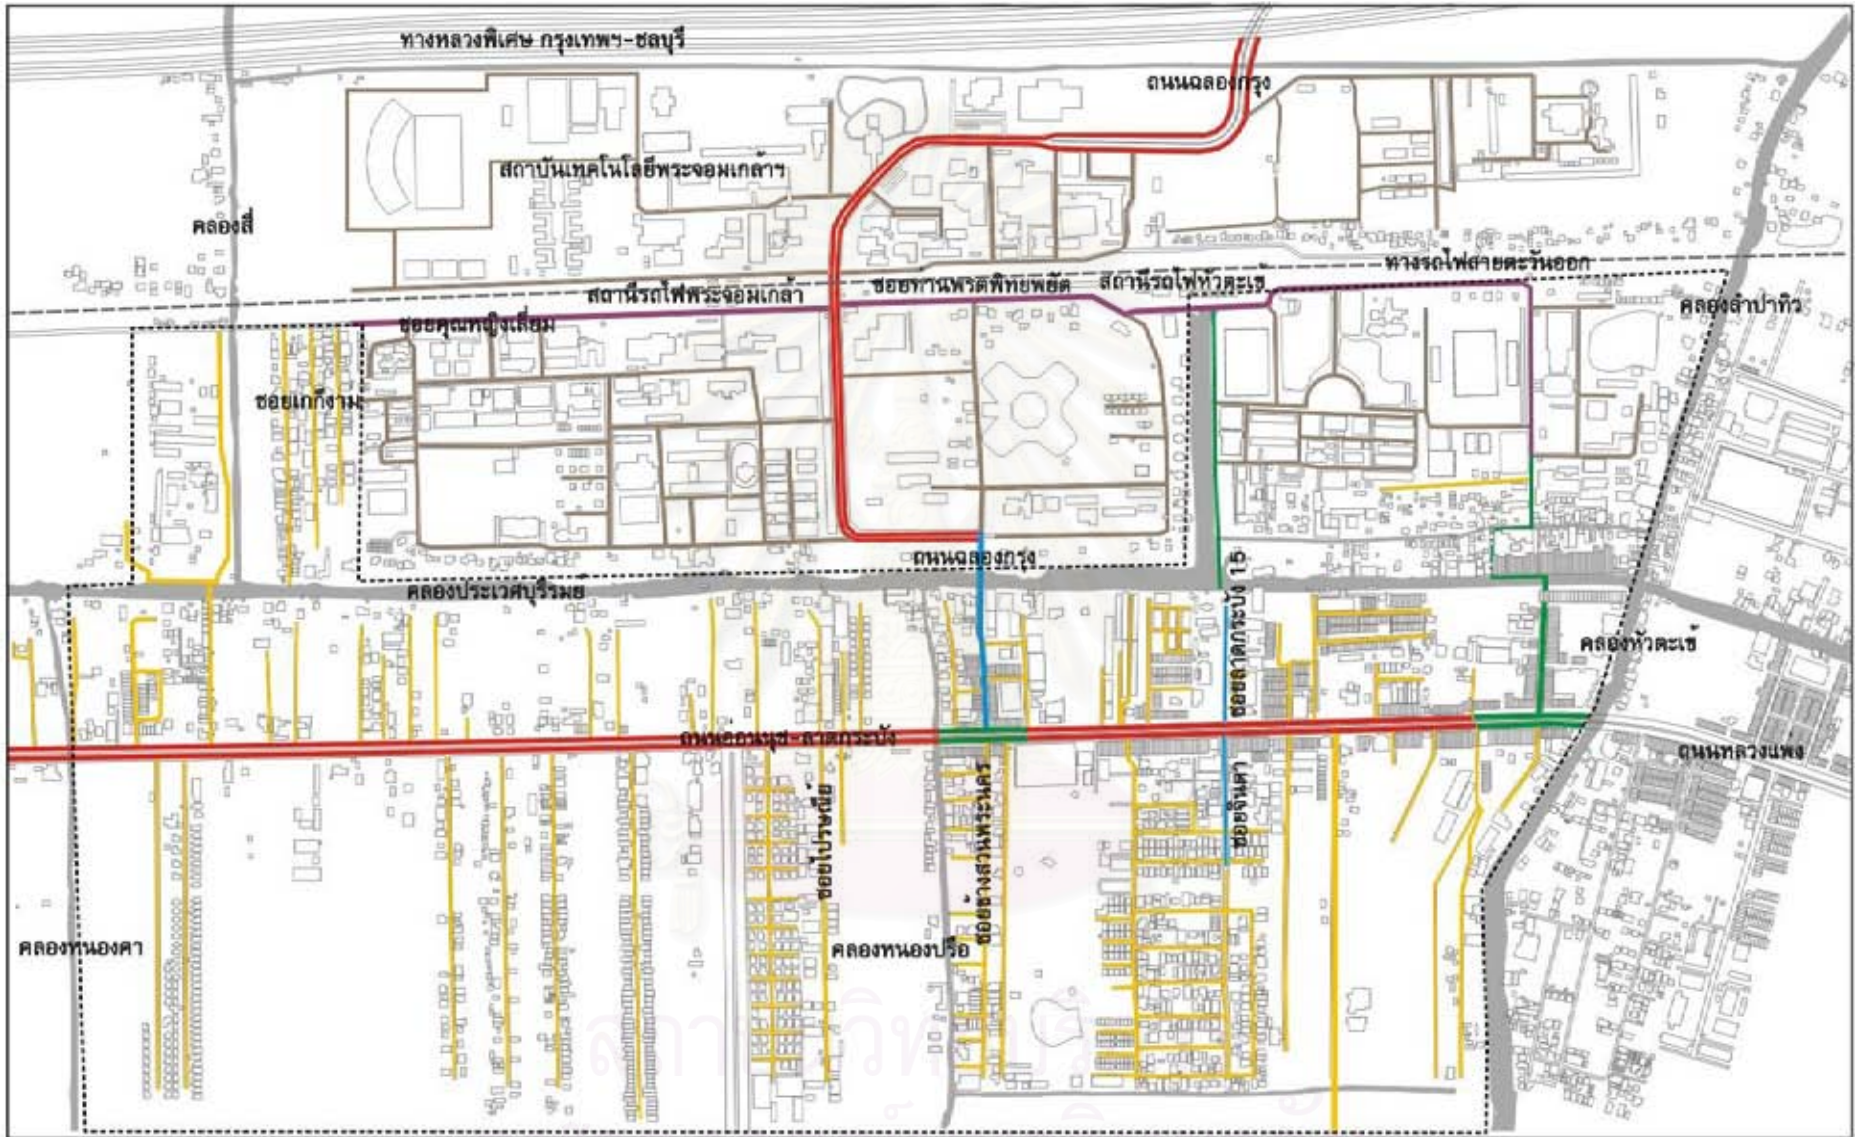 ทางหลวงพิเศษ กรุงเทพฯ-ชลบุรี
ถนนฉลองกรุง
สถาบันเทคโนโลยีพระจอมเกล้าฯ
คลองสี่
ทางรถไฟสายตะวันออก
สถานีรถไฟหัวตะเข้
ซอยทานพรตพิทยพยัต
สถานีรถไฟพระจอมเกล้า
คลองลำปาทิว
ซอยคุณหญิงเลี่ยม
ซอยเกกีงาม
ถนนฉลองกรุง
คลองประเวศบุรีรมย์
ซอยลาดกระบัง 15
คลองหัวตะเข้
ถนนอ่อนนุช-ลาดกระบัง
ถนนหลวงแพ่ง
ซอยจินดา
ซอยไปรษณีย์
ซอยช้างสวนพระนคร
คลองหนองคา
คลองหนองปรือ